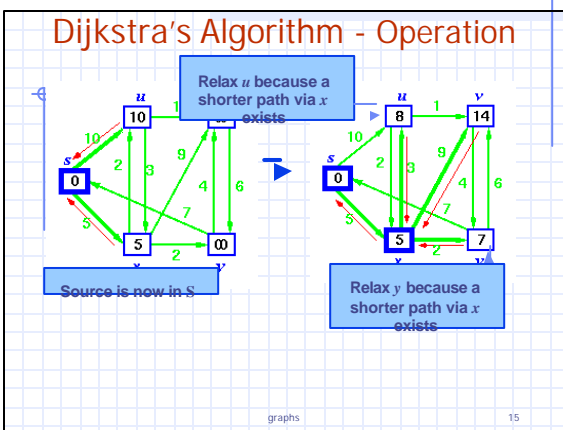 Dijkstra's Algorithm - Operation
Relax u because a
shorter path via x
exists
u
10
1
∞
10
s
0
2
3
9
4
6
5
7
5
2
∞
x
y
Source is now in S
u
v
8
1
14
10
s
0
2
3
9
4
6
5
7
5
2
7
x
y
Relax y because a
shorter path via x
exists
graphs
15